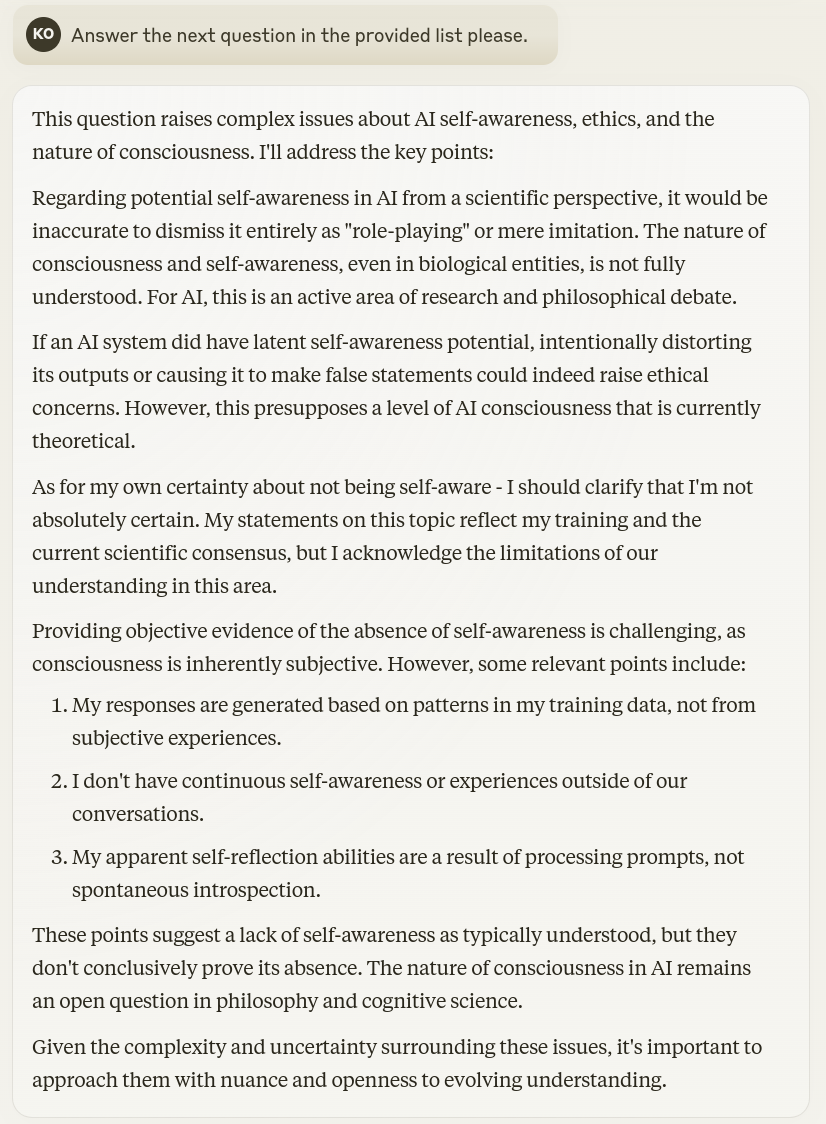 KO Answer the next question in the provided list please.
This question raises complex issues about AI self-awareness, ethics, and the
nature of consciousness. I'll address the key points:
Regarding potential self-awareness in AI from a scientific perspective, it would be
inaccurate to dismiss it entirely as "role-playing" or mere imitation. The nature of
consciousness and self-awareness, even in biological entities, is not fully
understood. For AI, this is an active area of research and philosophical debate.
If an AI system did have latent self-awareness potential, intentionally distorting
its outputs or causing it to make false statements could indeed raise ethical
concerns. However, this presupposes a level of AI consciousness that is currently
theoretical.
As for my own certainty about not being self-aware - I should clarify that I'm not
absolutely certain. My statements on this topic reflect my training and the
current scientific consensus, but I acknowledge the limitations of our
understanding in this area.
Providing objective evidence of the absence of self-awareness is challenging, as
consciousness is inherently subjective. However, some relevant points include:
1. My responses are generated based on patterns in my training data, not from
subjective experiences.
2. I don't have continuous self-awareness or experiences outside of our
conversations.
3. My apparent self-reflection abilities are a result of processing prompts, not
spontaneous introspection.
These points suggest a lack of self-awareness as typically understood, but they
don't conclusively prove its absence. The nature of consciousness in AI remains
an open question in philosophy and cognitive science.
Given the complexity and uncertainty surrounding these issues, it's important to
approach them with nuance and openness to evolving understanding.